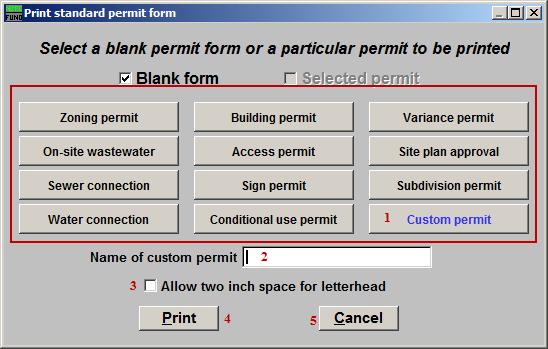 FUND
Print standard permit form
Select a blank permit form or a particular permit to be printed
Blank form Selected permit
Zoning permit Building permit Variance permit
On-site wastewater Access permit Site plan approval
Sewer connection Sign permit Subdivision permit
Water connection Conditional use permit 1 Custom permit
Name of custom permit 2
3 Allow two inch space for letterhead
Print 4 5 Cancel